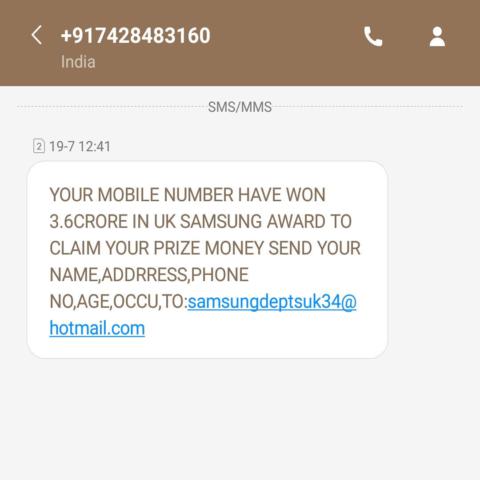 +917428483160
India
SMS/MMS
2 19-7 12:41
YOUR MOBILE NUMBER HAVE WON
3.6CRORE IN UK SAMSUNG AWARD TO
CLAIM YOUR PRIZE MONEY SEND YOUR
NAME,ADDRRESS,PHONE
NO,AGE,OCCU,TO:samsungdeptsuk34@
hotmail.com